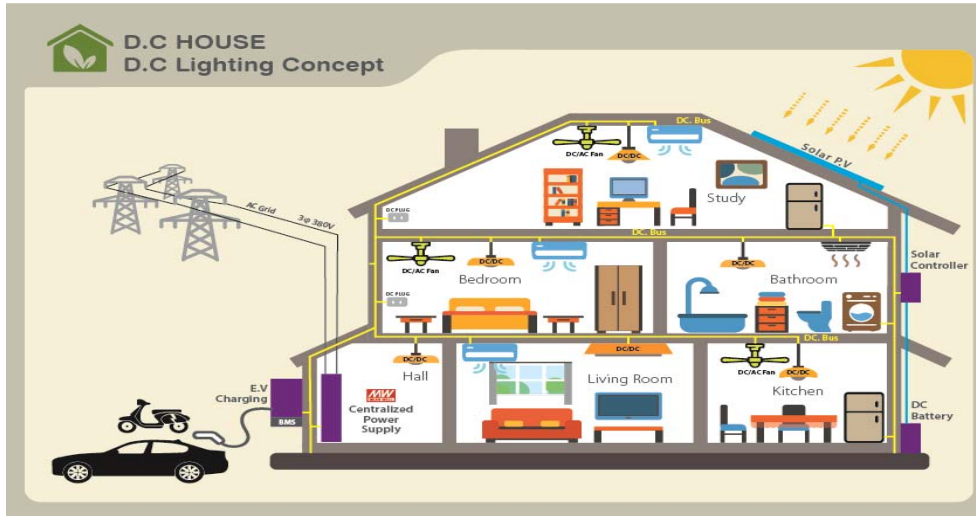 D.C HOUSE
D.C Lighting Concept
DC. Bus
DC/AC Fan
DC/DC
Solar P.V
Study
DC PLUG
AC Grid 3φ 380V
DC. Bus
DC/AC Fan
DC/DC
Bedroom
DC/DC
Bathroom
Solar
Controller
DC PLUG
DC. Bus
DC/DC
Hall
DC/DC
Living Room
DC/AC Fan
DC/DC
Kitchen
E.V
Charging
BMS
MW
Centralized
Power
Supply
DC
Battery